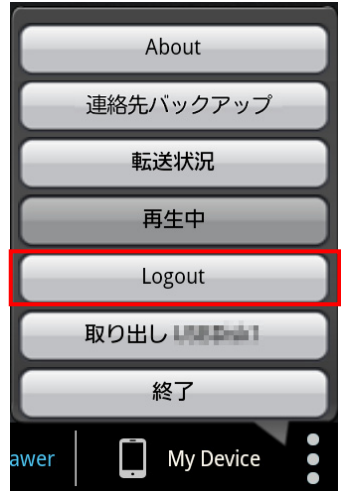 About
連絡先バックアップ
転送状況
再生中
Logout
取り出し
終了
awer
My Device